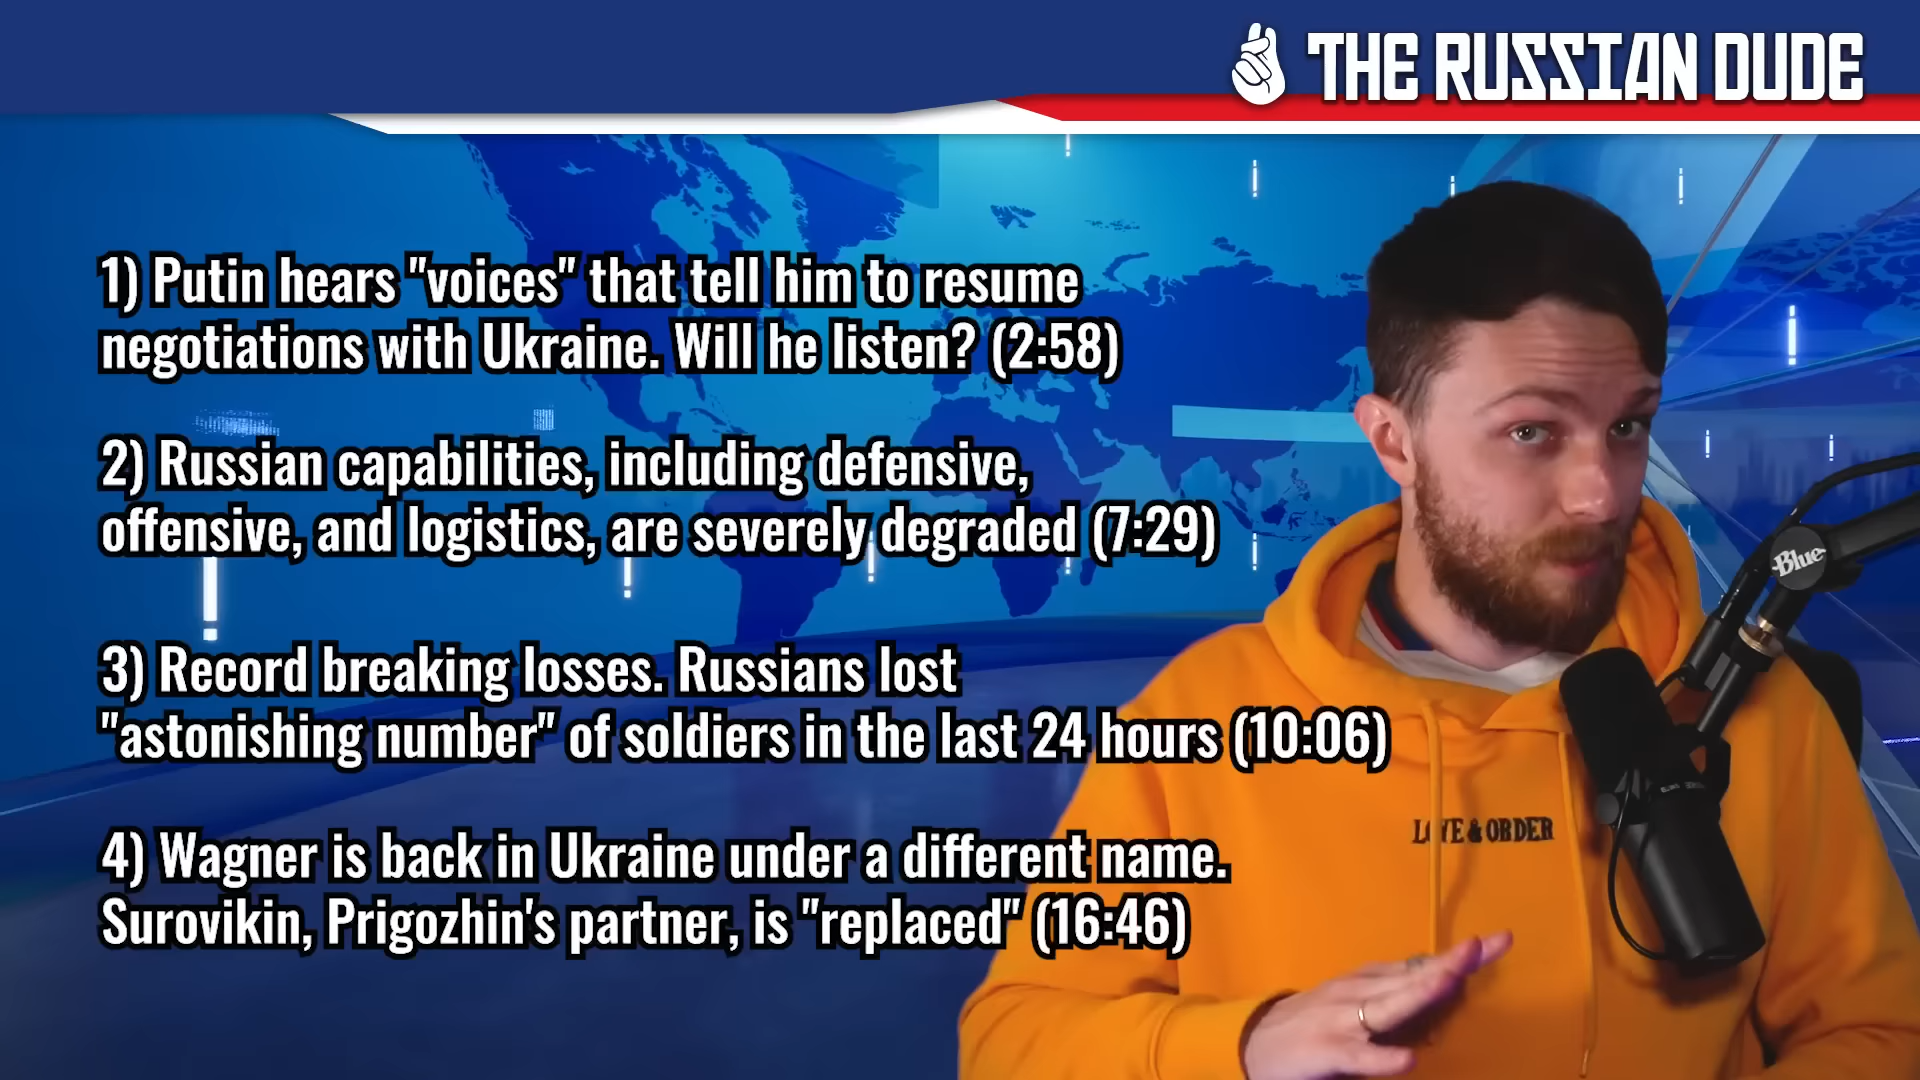 THE RUSSIAN DUDE
1) Putin hears "voices" that tell him to resume
negotiations with Ukraine. Will he listen? (2:58)
2) Russian capabilities, including defensive,
offensive, and logistics, are severely degraded (7:29)
3) Record breaking losses. Russians lost
"astonishing number" of soldiers in the last 24 hours (10:06)
4) Wagner is back in Ukraine under a different name.
Surovikin, Prigozhin's partner, is "replaced" (16:46)
Blue
LOVE & ORDER